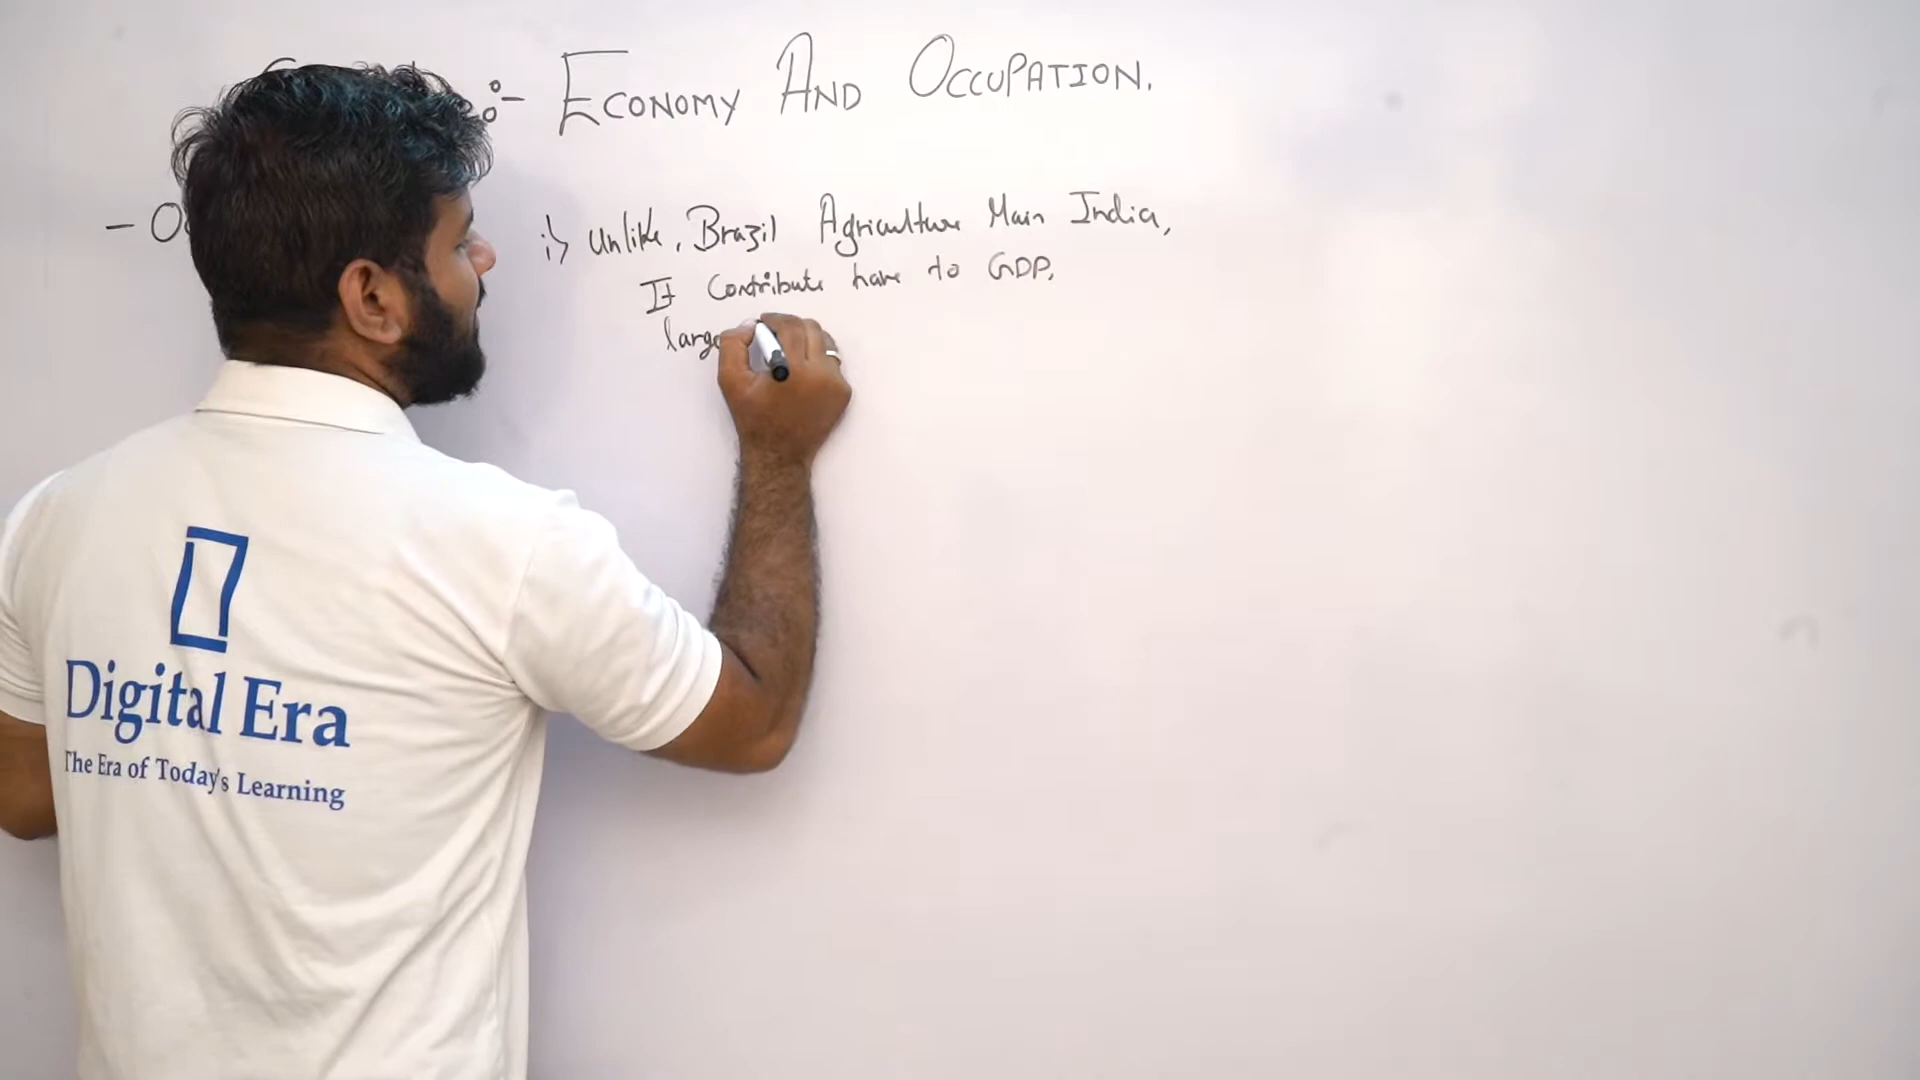 :- ECONOMY AND OCCUPATION.
i) Unlike, Brazil Agriculture Main India,
It Contribute have to GDP,
large
Digital Era
The Era of Today's Learning